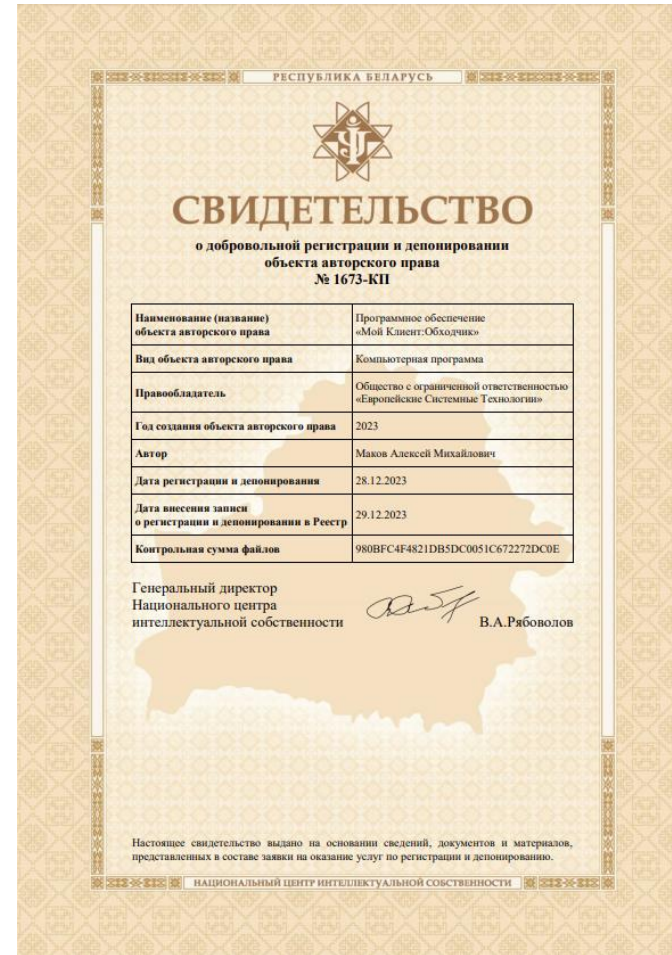 РЕСПУБЛИКА БЕЛАРУСЬ
СВИДЕТЕЛЬСТВО
о добровольной регистрации и депонировании
объекта авторского права
№ 1673-КП
Наименование (название)
объекта авторского права
Программное обеспечение
«Мой Клиент:Обходчик»
Вид объекта авторского права
Компьютерная программа
Правообладатель
Общество с ограниченной ответственностью
«Европейские Системные Технологии»
Год создания объекта авторского права
2023
Автор
Маков Алексей Михайлович
Дата регистрации и депонирования
28.12.2023
Дата внесения записи
о регистрации и депонировании в Реестр
29.12.2023
Контрольная сумма файлов
980BFC4F4821DB5DC0051C672272DC0E
Генеральный директор
Национального центра
интеллектуальной собственности
В.А.Рябоволов
Настоящее свидетельство выдано на основании сведений, документов и материалов,
представленных в составе заявки на оказание услуг по регистрации и депонированию.
НАЦИОНАЛЬНЫЙ ЦЕНТР ИНТЕЛЛЕКТУАЛЬНОЙ СОБСТВЕННОСТИ